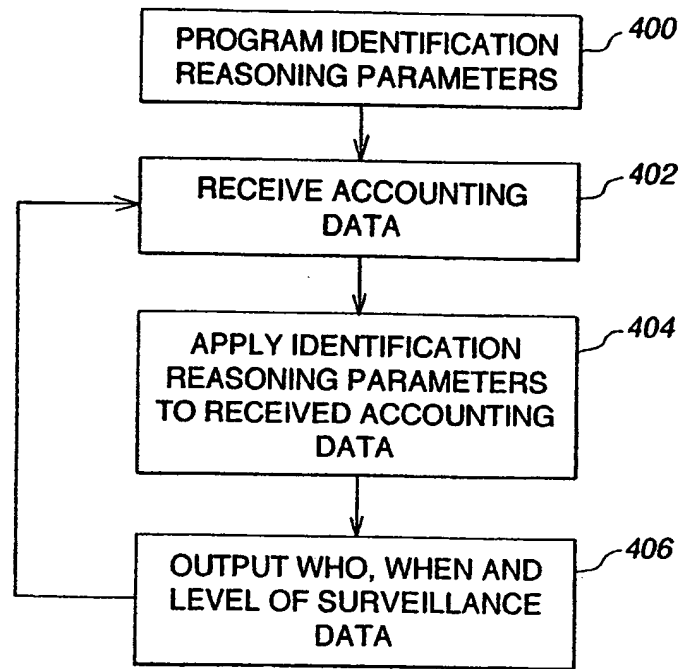 PROGRAM IDENTIFICATION
REASONING PARAMETERS
400
RECEIVE ACCOUNTING
DATA
402
APPLY IDENTIFICATION
REASONING PARAMETERS
TO RECEIVED ACCOUNTING
DATA
404
OUTPUT WHO, WHEN AND
LEVEL OF SURVEILLANCE
DATA
406